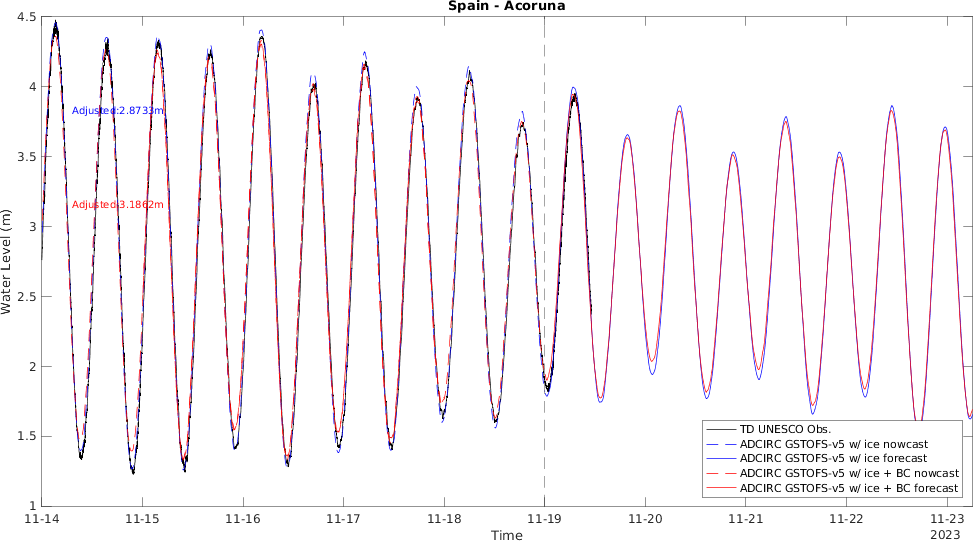 Spain - Acoruna
4.5
4
3.5
3
2.5
2
1.5
1
Water Level (m)
Adjusted:2.8733m
Adjusted:3.1862m
TD UNESCO Obs.
ADCIRC GSTOFS-v5 w/ice nowcast
ADCIRC GSTOFS-v5 w/ice forecast
ADCIRC GSTOFS-v5 w/ice + BC nowcast
ADCIRC GSTOFS-v5 w/ice + BC forecast
11-14 11-15 11-16 11-17 11-18 11-19 11-20 11-21 11-22 11-23
Time
2023